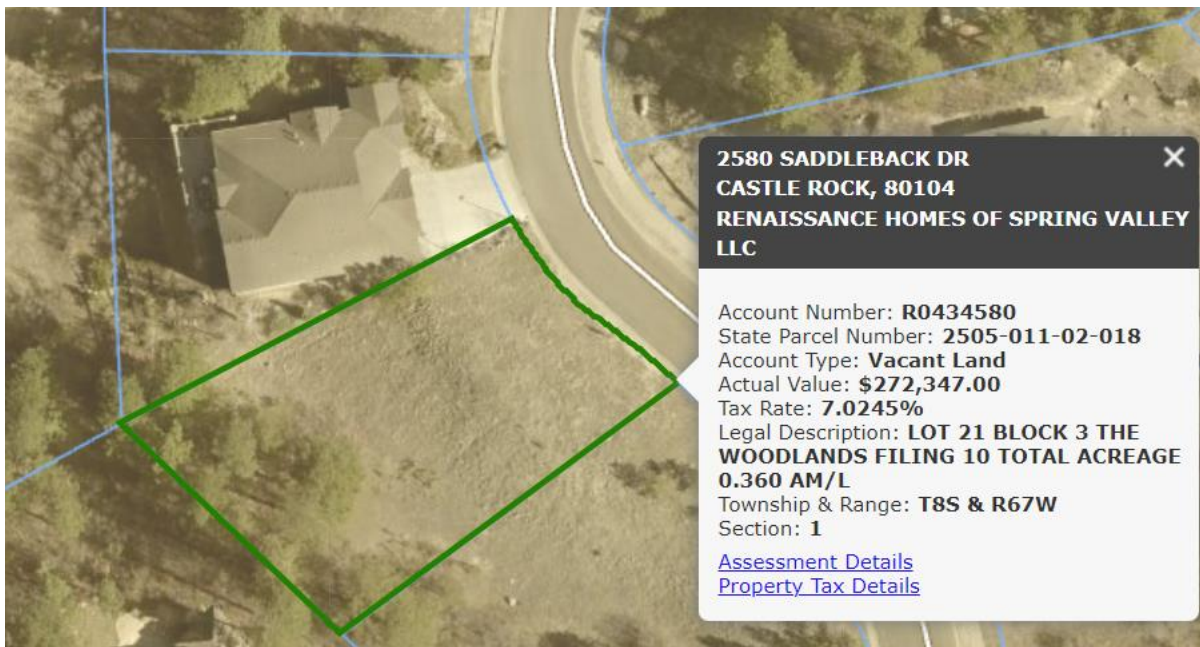 2580 SADDLEBACK DR
CASTLE ROCK, 80104
RENAISSANCE HOMES OF SPRING VALLEY
LLC
Account Number: R0434580
State Parcel Number: 2505-011-02-018
Account Type: Vacant Land
Actual Value: $272,347.00
Tax Rate: 7.0245%
Legal Description: LOT 21 BLOCK 3 THE
WOODLANDS FILING 10 TOTAL ACREAGE
0.360 AM/L
Township & Range: T8S & R67W
Section: 1
Assessment Details
Property Tax Details